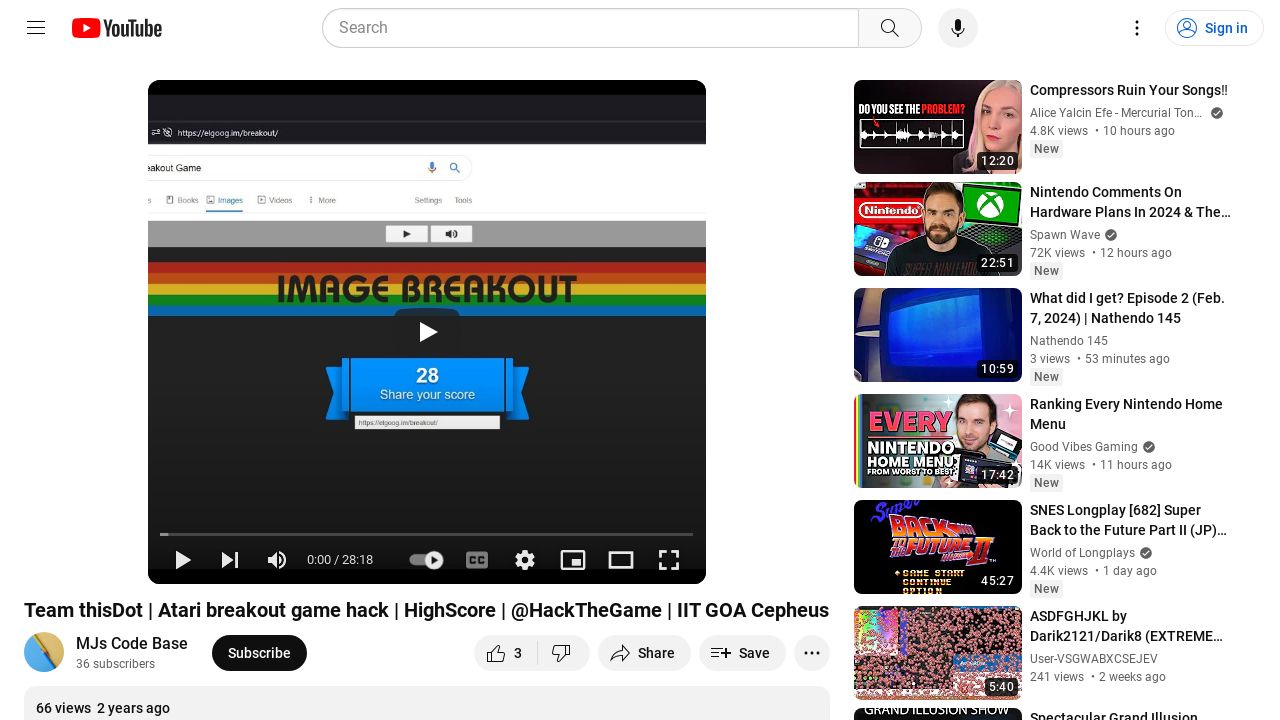 YouTube
Search
Sign in
https://elgoog.im/breakout/
eakout Game
Books
Images
Videos
More
Settings
Tools
IMAGE BREAKOUT
28
Share your score
https://elgoog.im/breakout/
0:00 / 28:18
CC
Team thisDot | Atari breakout game hack | HighScore | @HackTheGame | IIT GOA Cepheus
MJs Code Base
36 subscribers
Subscribe
3
Share
Save
66 views 2 years ago
DO YOU SEE THE PROBLEM?
12:20
Compressors Ruin Your Songs!!
Alice Yalcin Efe - Mercurial Ton...
4.8K views • 10 hours ago
New
Nintendo
SUPER NINTENDO
22:51
Nintendo Comments On
Hardware Plans In 2024 & The...
Spawn Wave
72K views • 12 hours ago
New
10:59
What did I get? Episode 2 (Feb.
7, 2024) | Nathendo 145
Nathendo 145
3 views • 53 minutes ago
New
EVERY
NINTENDO
HOME MENU
FROM WORST TO BEST
17:42
Ranking Every Nintendo Home
Menu
Good Vibes Gaming
14K views • 11 hours ago
New
Super
BACK
TO THE FUTURE II
GAME START
CONTINUE
OPTION
45:27
SNES Longplay [682] Super
Back to the Future Part II (JP)...
World of Longplays
4.4K views • 1 day ago
New
5:40
ASDFGHJKL by
Darik2121/Darik8 (EXTREME...
User-VSGWABXCSEJEV
241 views • 2 weeks ago
GRAND ILLUSION SHOW
Spectacular Grand Illusion